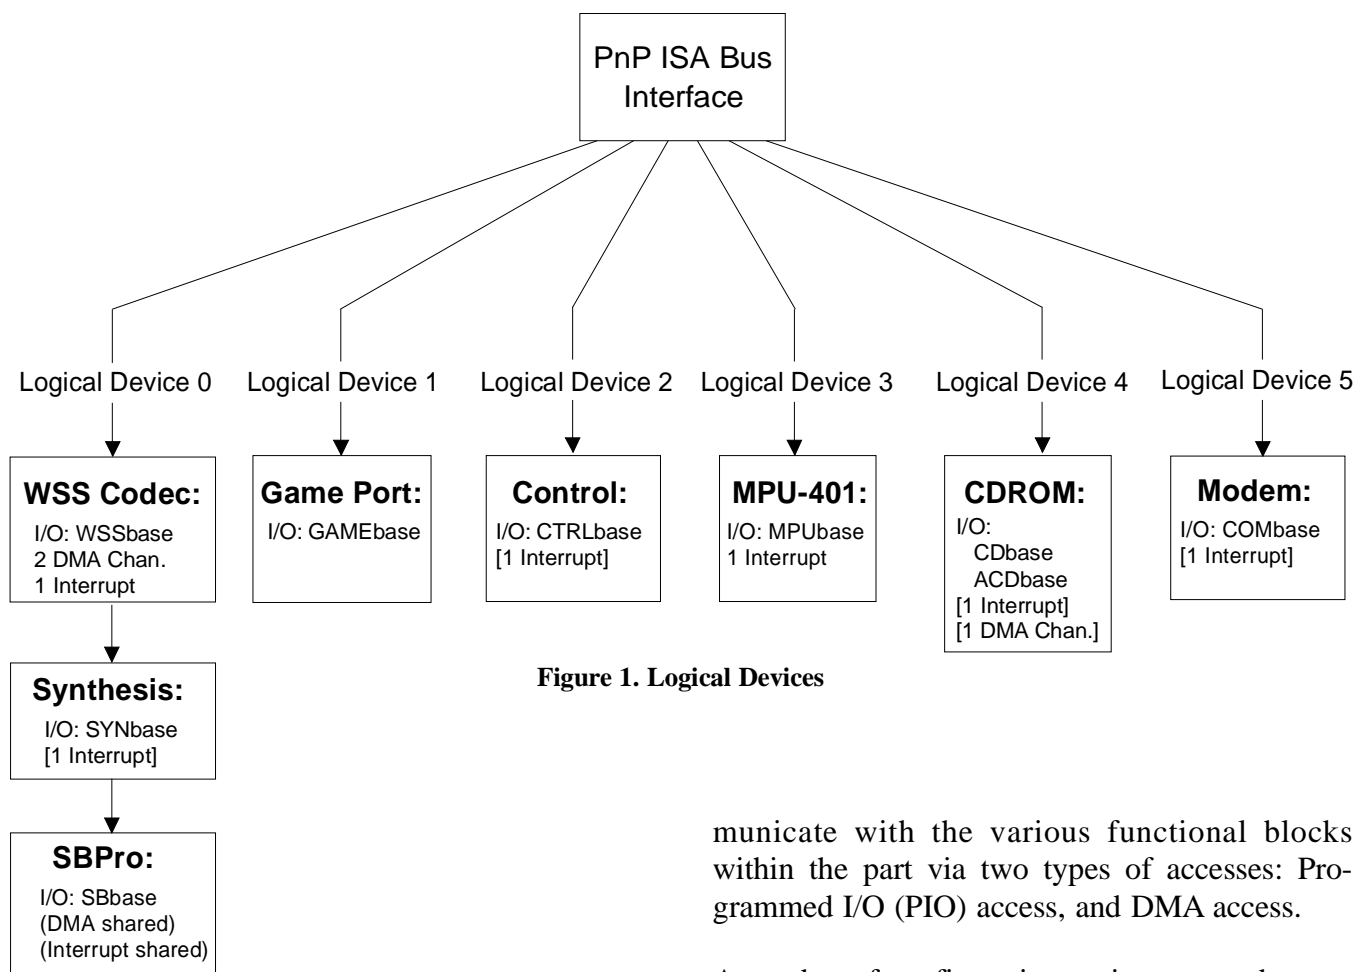 PnP ISA Bus
Interface
Logical Device 0
Logical Device 1
Logical Device 2
Logical Device 3
Logical Device 4
Logical Device 5
WSS Codec:
I/O: WSSbase
2 DMA Chan.
1 Interrupt
Game Port:
I/O: GAMEbase
Control:
I/O: CTRLbase
[1 Interrupt]
MPU-401:
I/O: MPUbase
1 Interrupt
CDROM:
I/O:
CDbase
ACDbase
[1 Interrupt]
[1 DMA Chan.]
Modem:
I/O: COMbase
[1 Interrupt]
Synthesis:
I/O: SYNbase
[1 Interrupt]
SBPro:
I/O: SBbase
(DMA shared)
(Interrupt shared)
Figure 1. Logical Devices
municate with the various functional blocks
within the part via two types of accesses: Pro-
grammed I/O (PIO) access, and DMA access.